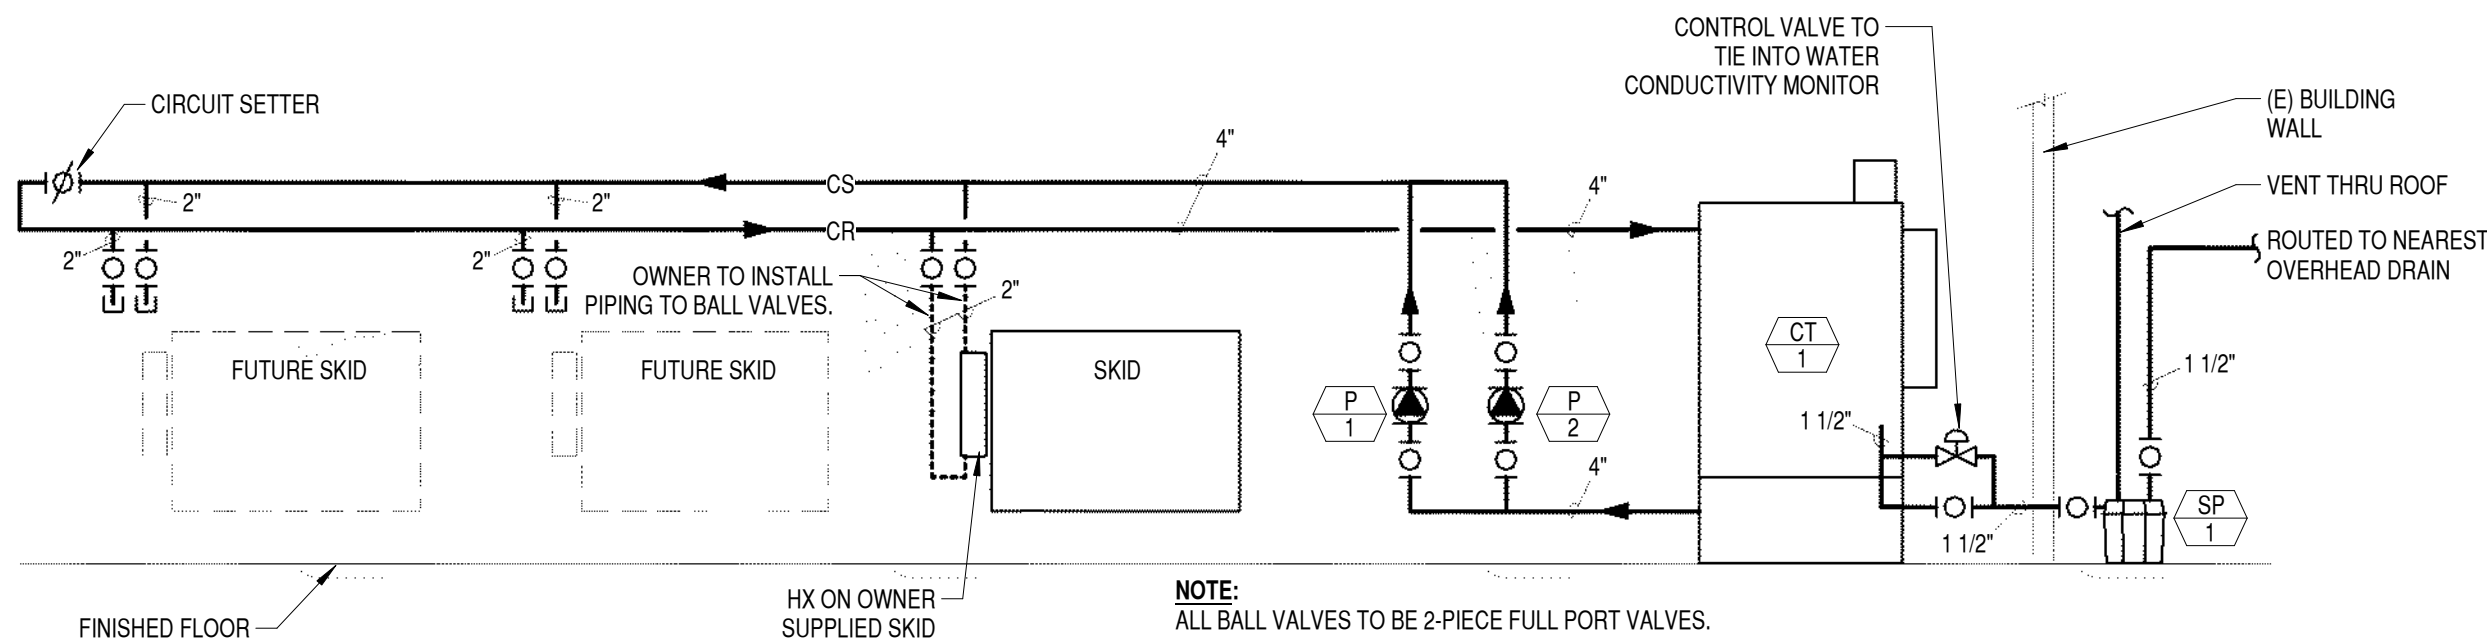 CONTROL VALVE TO
TIE INTO WATER
CONDUCTIVITY MONITOR
CIRCUIT SETTER
(E) BUILDING
WALL
4"
CS
4"
VENT THRU ROOF
2"
2"
CR
2"
2"
OWNER TO INSTALL
PIPING TO BALL VALVES.
2"
ROUTED TO NEAREST
OVERHEAD DRAIN
CT
1
FUTURE SKID
FUTURE SKID
SKID
1 1/2"
P
1
P
2
1 1/2"
4"
SP
1
1 1/2"
HX ON OWNER
SUPPLIED SKID
FINISHED FLOOR
NOTE:
ALL BALL VALVES TO BE 2-PIECE FULL PORT VALVES.